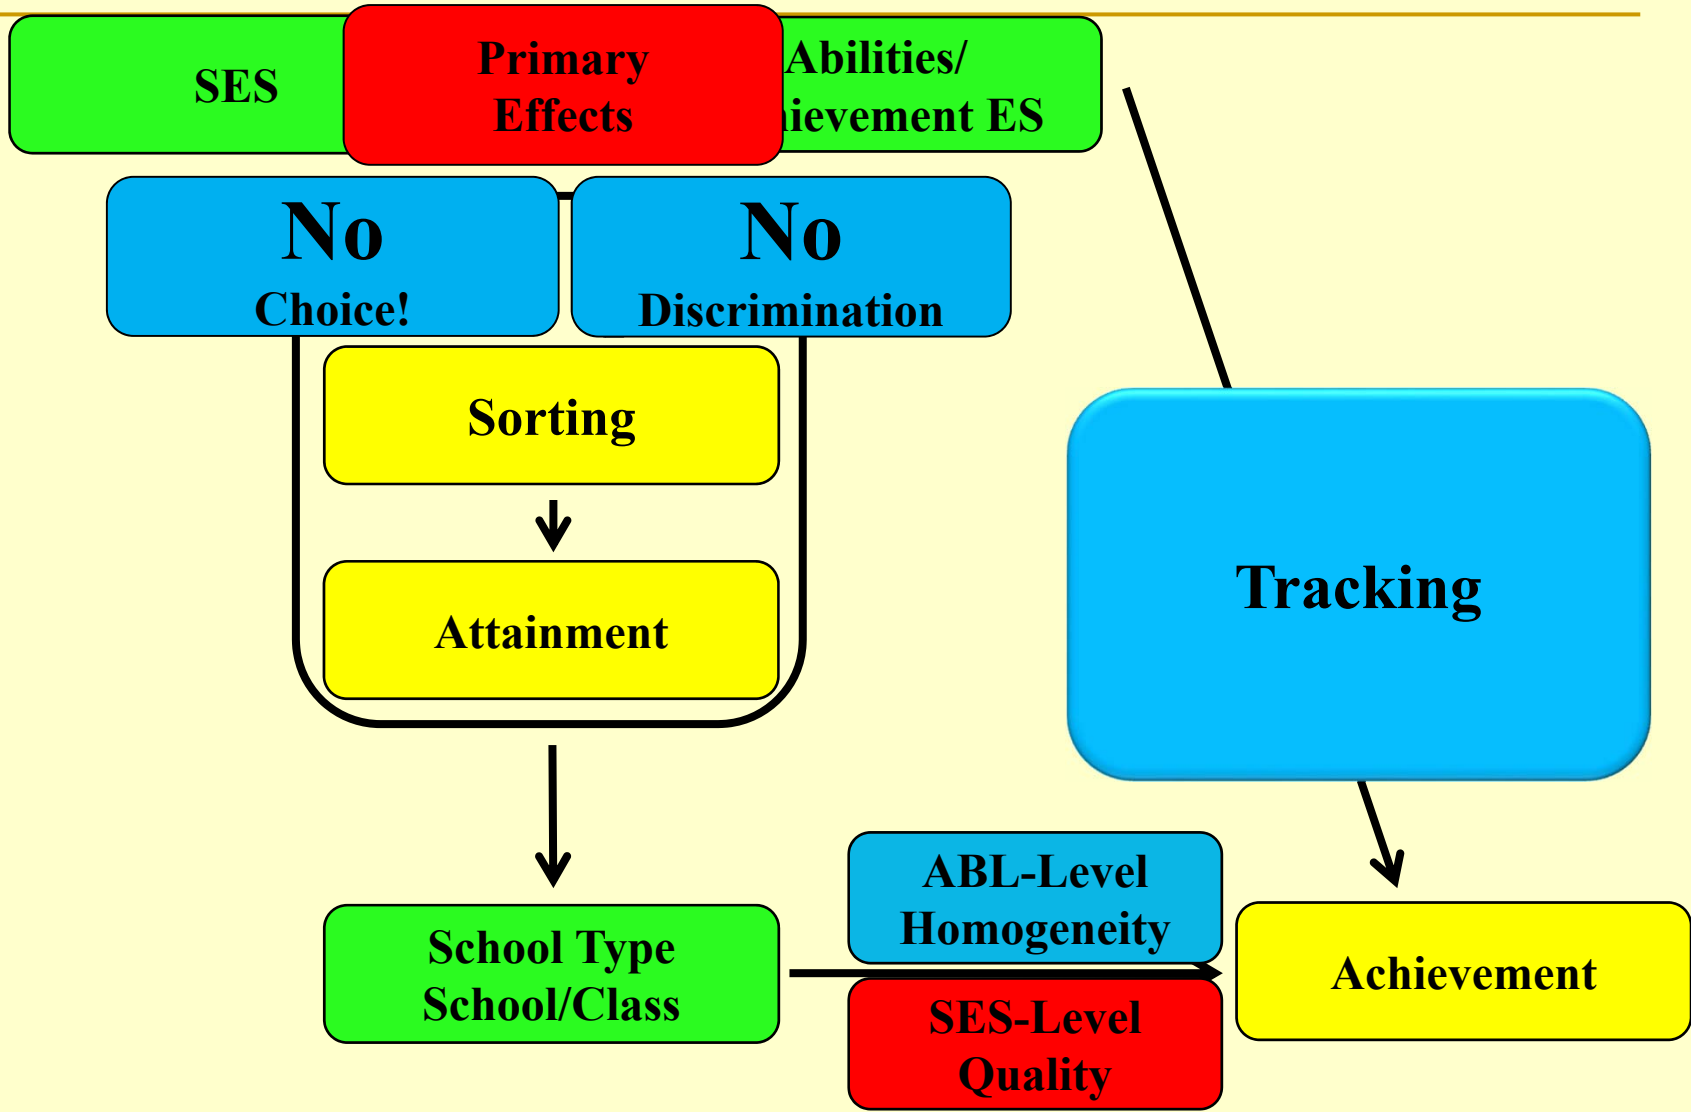 SES
Primary
Effects
Abilities/
ievement ES
No
Choice!
No
Discrimination
Sorting
Attainment
Tracking
ABL-Level
Homogeneity
School Type
School/Class
Achievement
SES-Level
Quality